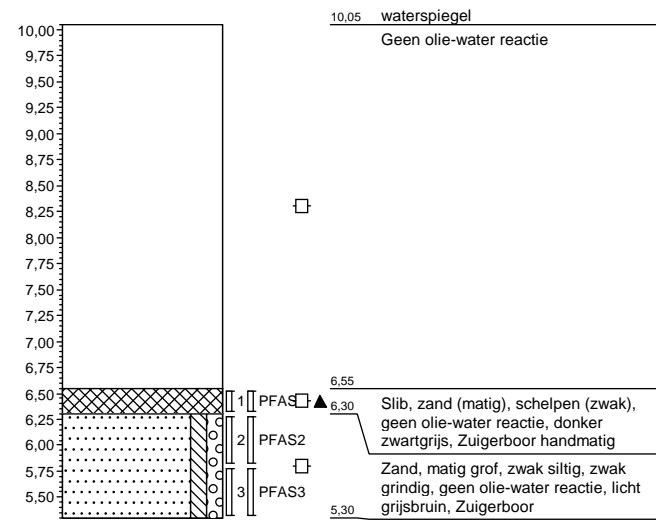 10,05 waterspiegel
10,00
Geen olie-water reactie
9,75
9,50
9,25
9,00
8,75
8,50
8,25
8,00
7,75
7,50
7,25
7,00
6,75
6,55
6,50
1 PFAS
6,30
Slib, zand (matig), schelpen (zwak),
geen olie-water reactie, donker
zwartgrijs, Zuigerboor handmatig
6,25
2 PFAS2
6,00
5,75
Zand, matig grof, zwak siltig, zwak
grindig, geen olie-water reactie, licht
grijsbruin, Zuigerboor
5,50
3 PFAS3
5,30